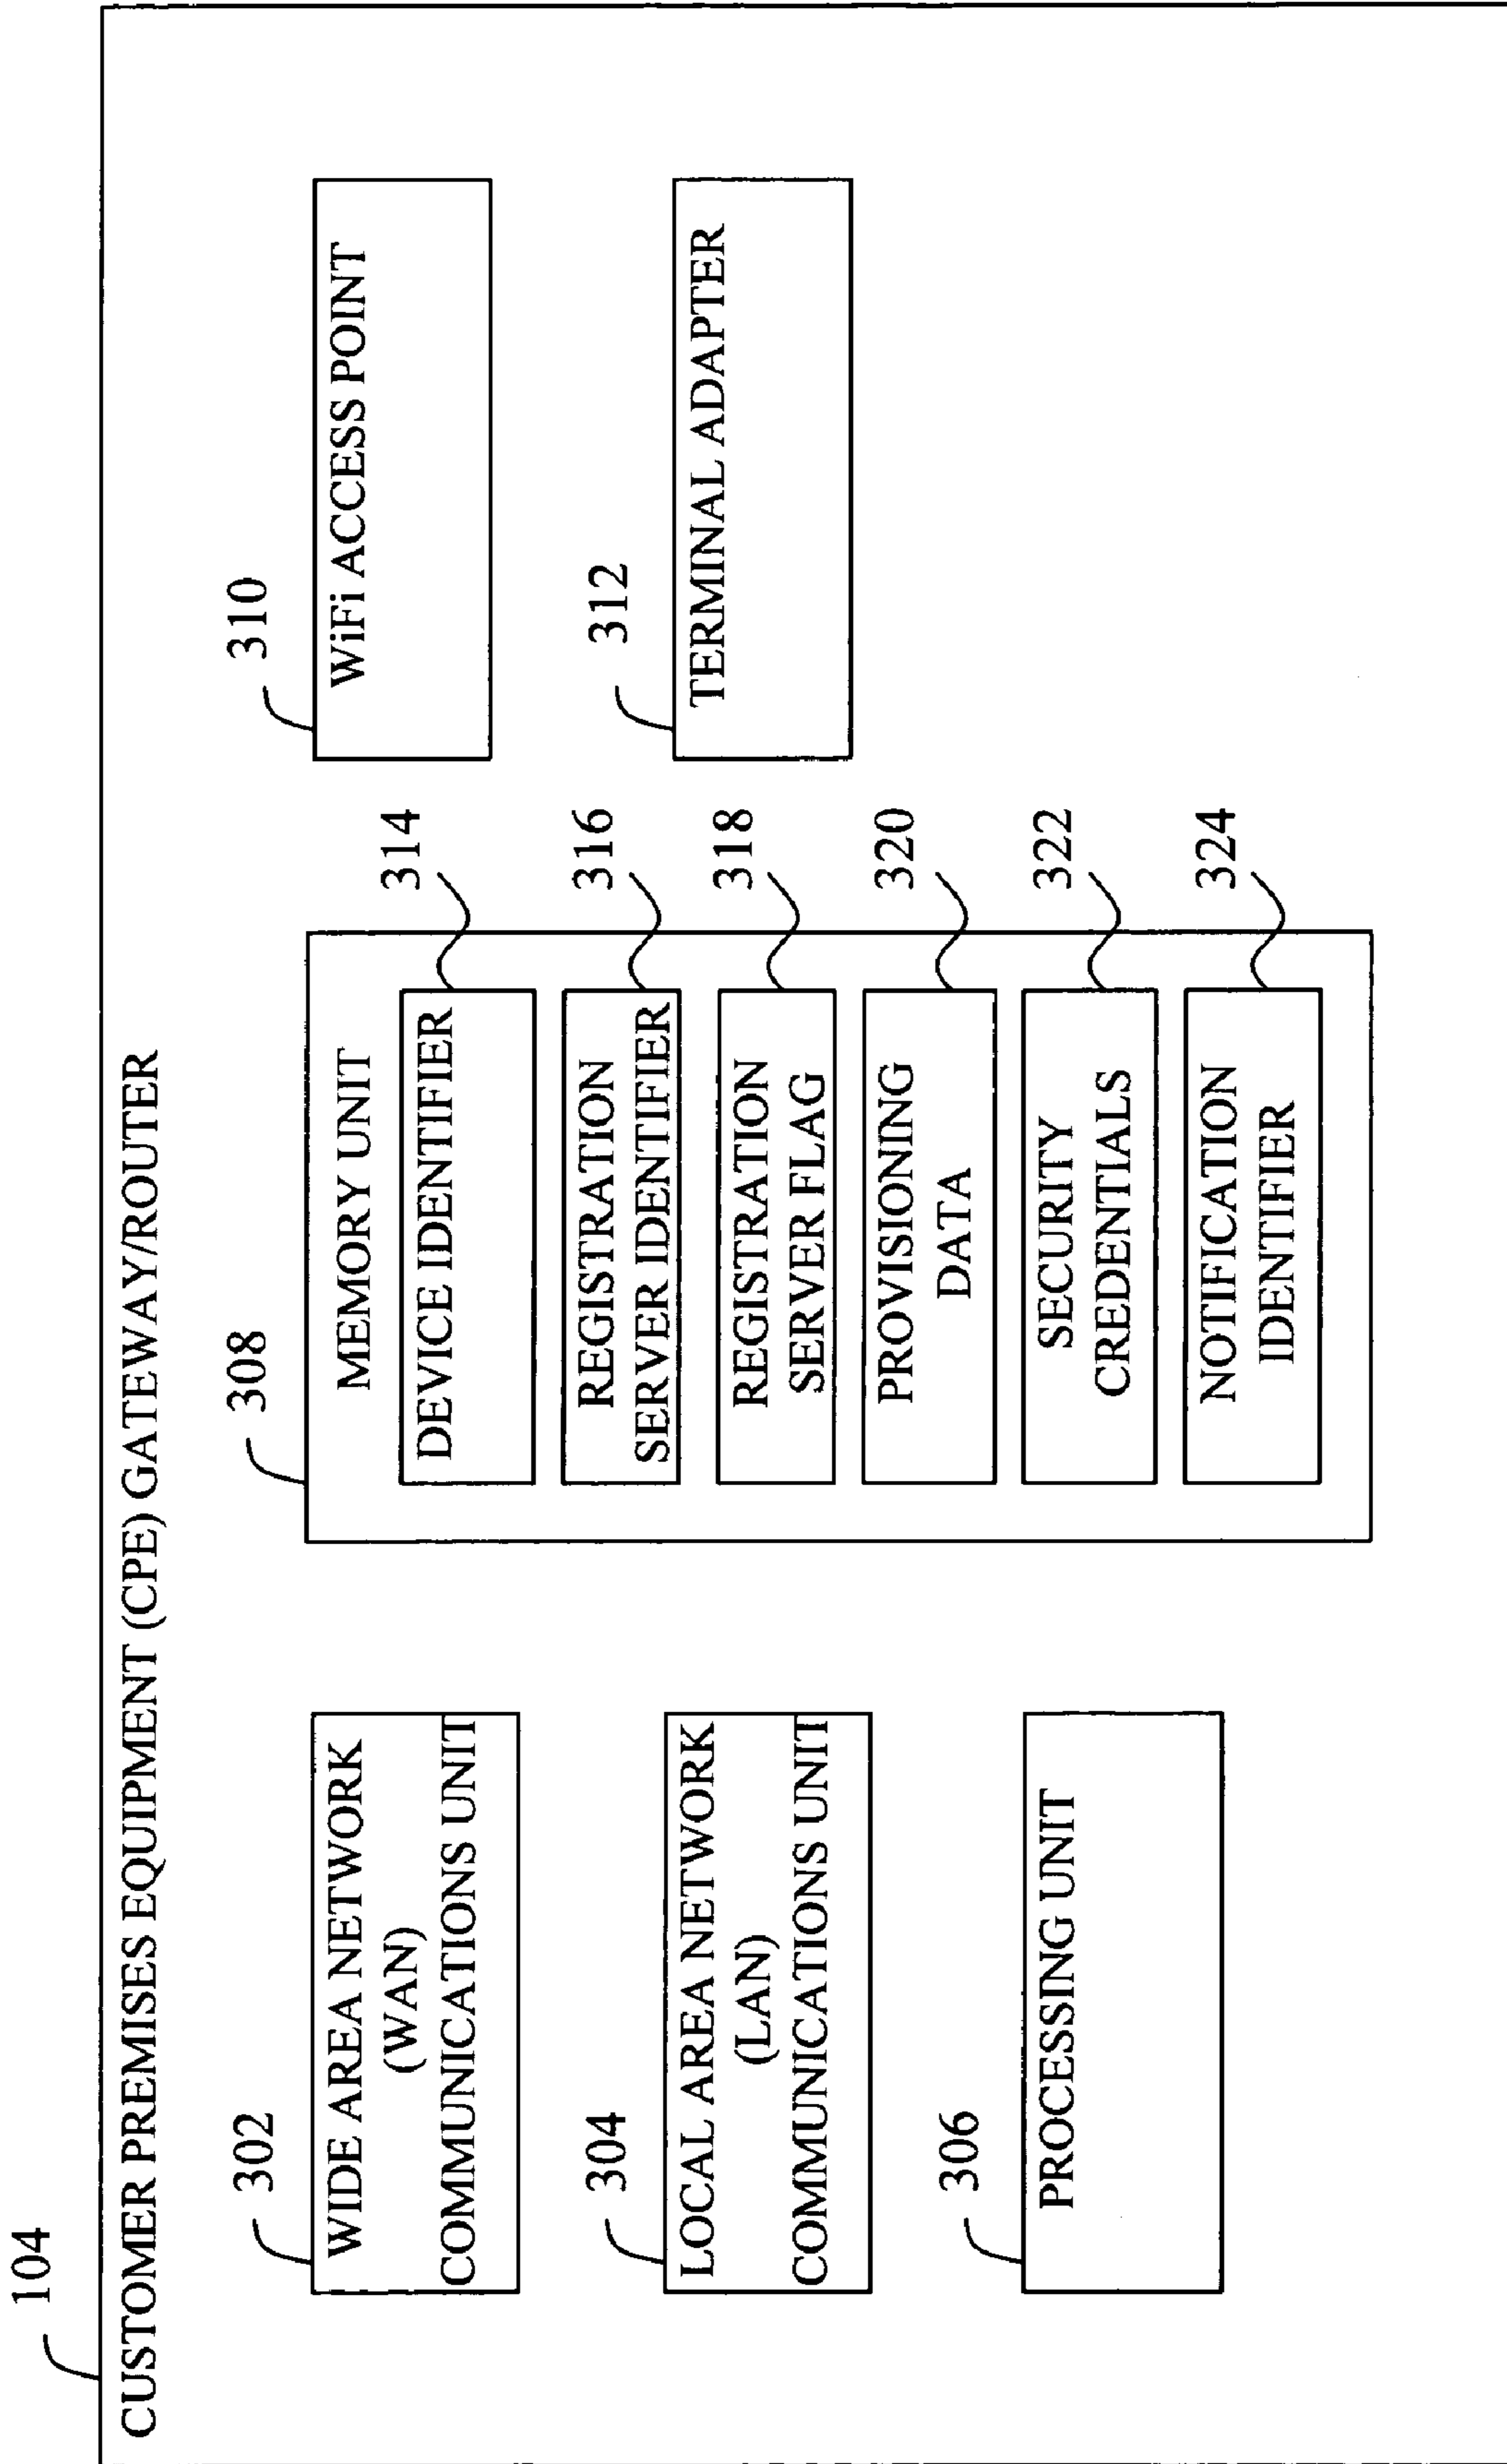 104
CUSTOMER PREMISES EQUIPMENT (CPE) GATEWAY/ROUTER
302
WIDE AREA NETWORK
(WAN)
COMMUNICATIONS UNIT
304
LOCAL AREA NETWORK
(LAN)
COMMUNICATIONS UNIT
306
PROCESSING UNIT
308
MEMORY UNIT
314
DEVICE IDENTIFIER
316
REGISTRATION
SERVER IDENTIFIER
318
REGISTRATION
SERVER FLAG
320
PROVISIONING
DATA
322
SECURITY
CREDENTIALS
324
NOTIFICATION
IDENTIFIER
310
WiFi ACCESS POINT
312
TERMINAL ADAPTER